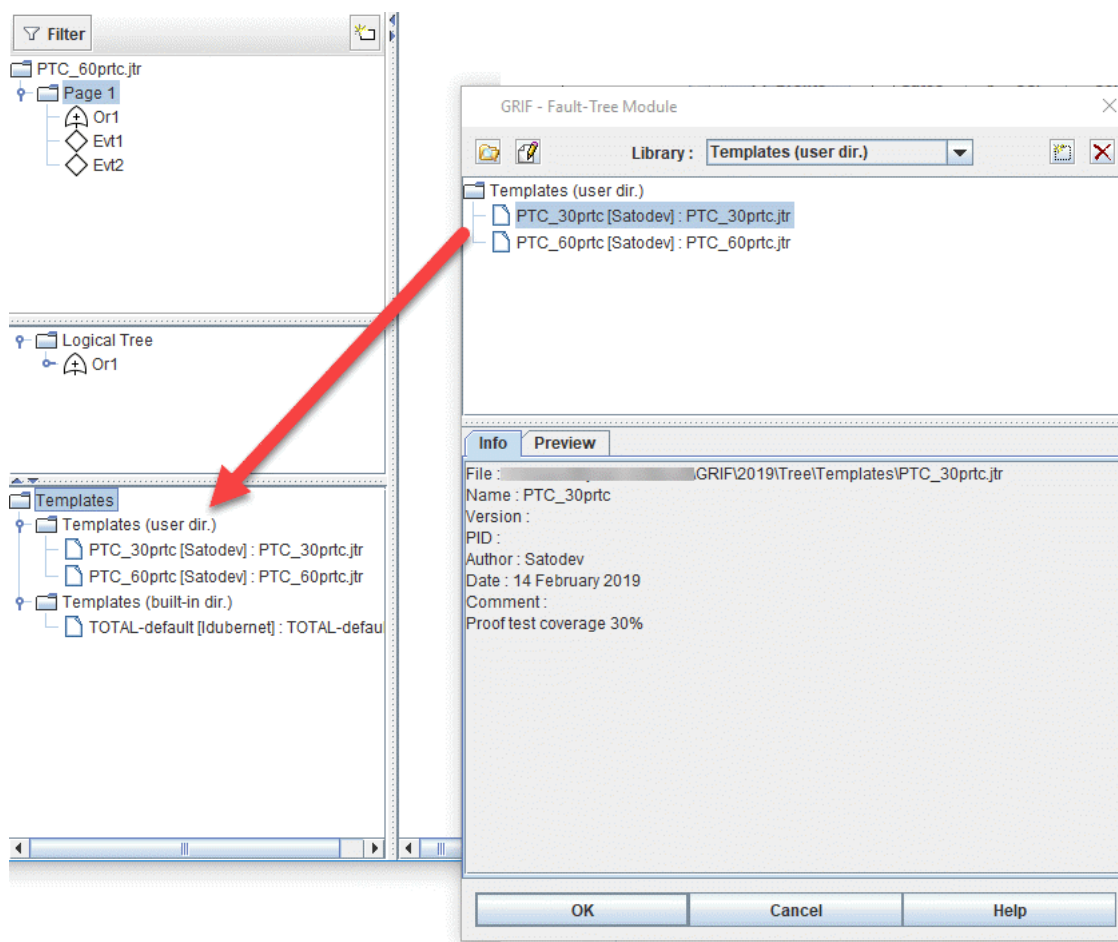 Filter
PTC_60prtc.jtr
Page 1
Or1
Evt1
Evt2
Logical Tree
Or1
Templates
Templates (user dir.)
PTC_30prtc [Satodev] : PTC_30prtc.jtr
PTC_60prtc [Satodev] : PTC_60prtc.jtr
Templates (built-in dir.)
TOTAL-default [ldubernet] : TOTAL-defau
GRIF - Fault-Tree Module
Library : Templates (user dir.)
Templates (user dir.)
PTC_30prtc [Satodev] : PTC_30prtc.jtr
PTC_60prtc [Satodev] : PTC_60prtc.jtr
Info Preview
File : \GRIF\2019\Tree\Templates\PTC_30prtc.jtr
Name : PTC_30prtc
Version :
PID :
Author : Satodev
Date : 14 February 2019
Comment :
Proof test coverage 30%
OK Cancel Help